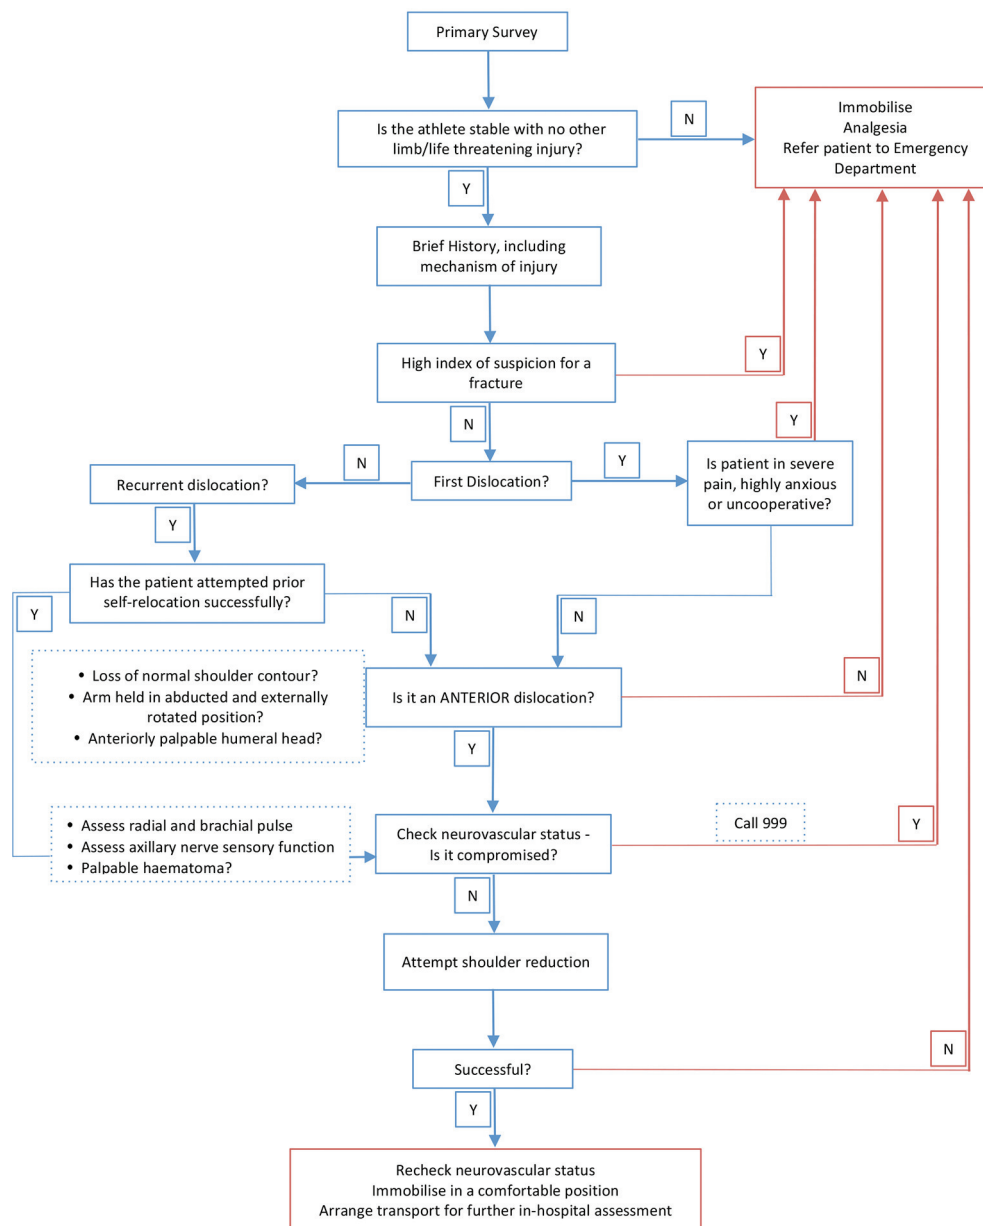 Primary Survey
Is the athlete stable with no other
limb/life threatening injury?
N
Immobilise
Analgesia
Refer patient to Emergency
Department
Y
Brief History, including
mechanism of injury
High index of suspicion for a
fracture
Y
N
Y
Recurrent dislocation?
N
First Dislocation?
Y
Is patient in severe
pain, highly anxious
or uncooperative?
Y
Has the patient attempted prior
self-relocation successfully?
Y
N
N
• Loss of normal shoulder contour?
• Arm held in abducted and externally
rotated position?
• Anteriorly palpable humeral head?
Is it an ANTERIOR dislocation?
N
Y
• Assess radial and brachial pulse
• Assess axillary nerve sensory function
• Palpable haematoma?
Check neurovascular status -
Is it compromised?
Call 999
Y
N
Attempt shoulder reduction
Successful?
N
Y
Recheck neurovascular status
Immobilise in a comfortable position
Arrange transport for further in-hospital assessment